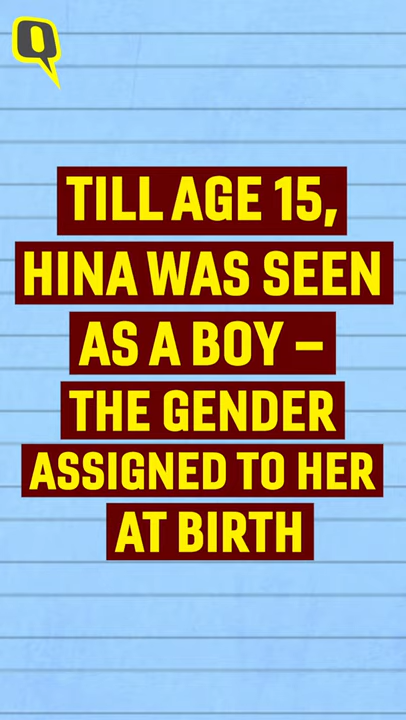 Q
TILL AGE 15,
HINA WAS SEEN
AS A BOY –
THE GENDER
ASSIGNED TO HER
AT BIRTH